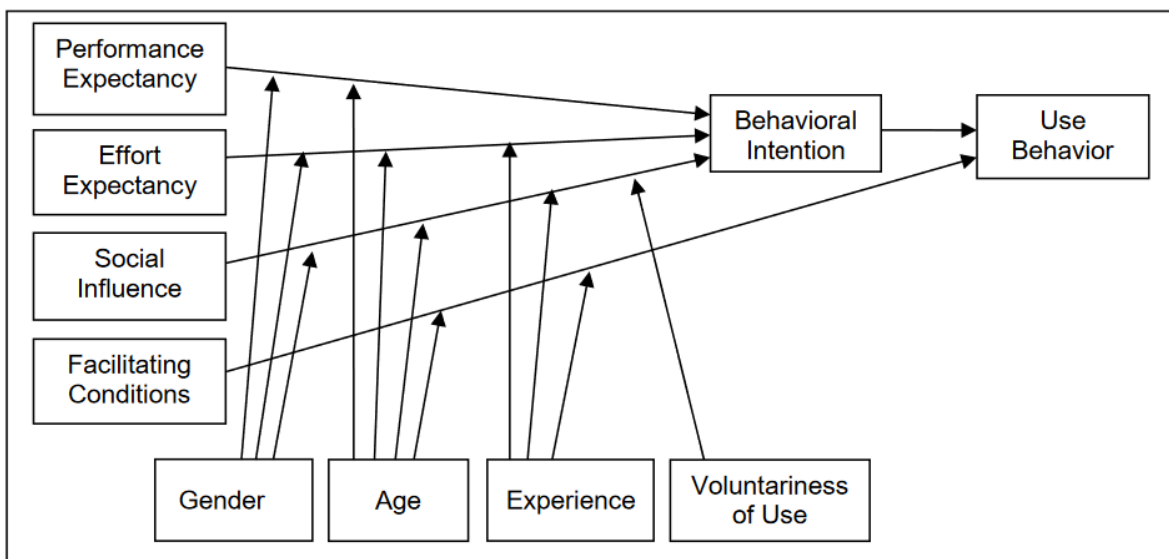 Performance
Expectancy
Effort
Expectancy
Social
Influence
Facilitating
Conditions
Behavioral
Intention
Use
Behavior
Gender
Age
Experience
Voluntariness
of Use